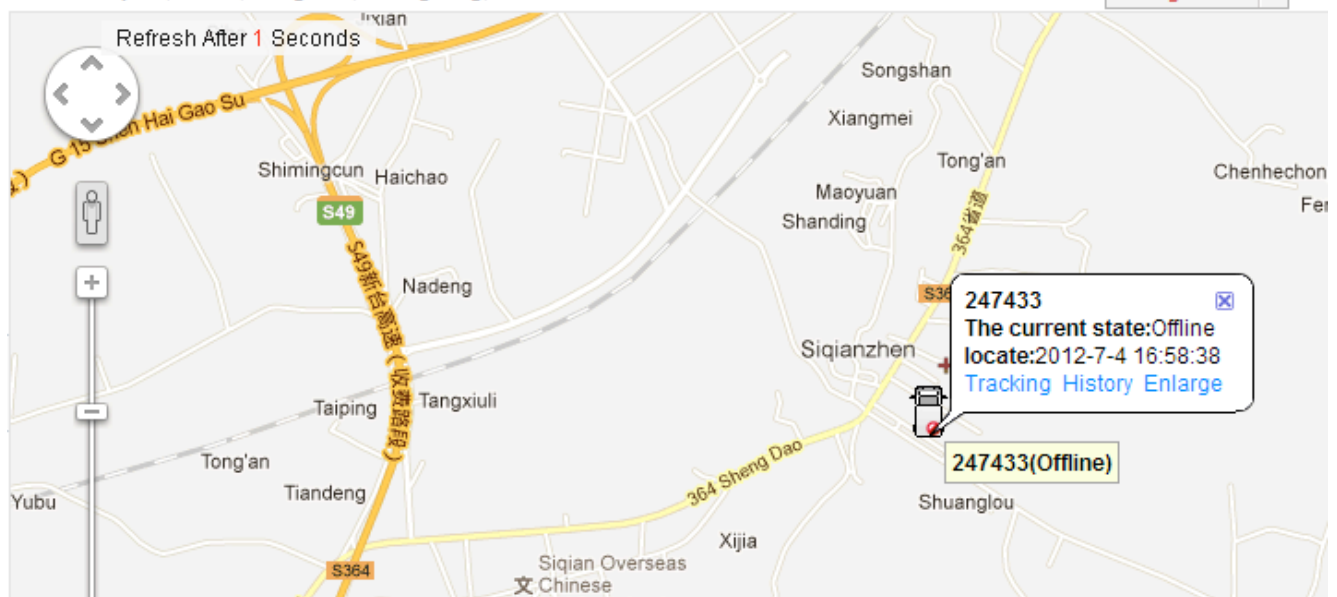 Refresh After 1 Seconds
Jixian
G 15 Shen Hai Gao Su
Songshan
Xiangmei
Tong'an
Chenhechon
Shimingcun
Haichao
Maoyuan
Shanding
Fen
S49
364省道
S49新台高速(收费路段)
Nadeng
S36
247433
The current state:Offline
locate:2012-7-4 16:58:38
Tracking History Enlarge
Siqianzhen
Taiping
Tangxiuli
Tong'an
247433(Offline)
364 Sheng Dao
Yubu
Tiandeng
Shuanglou
Xijia
S364
Siqian Overseas
文 Chinese